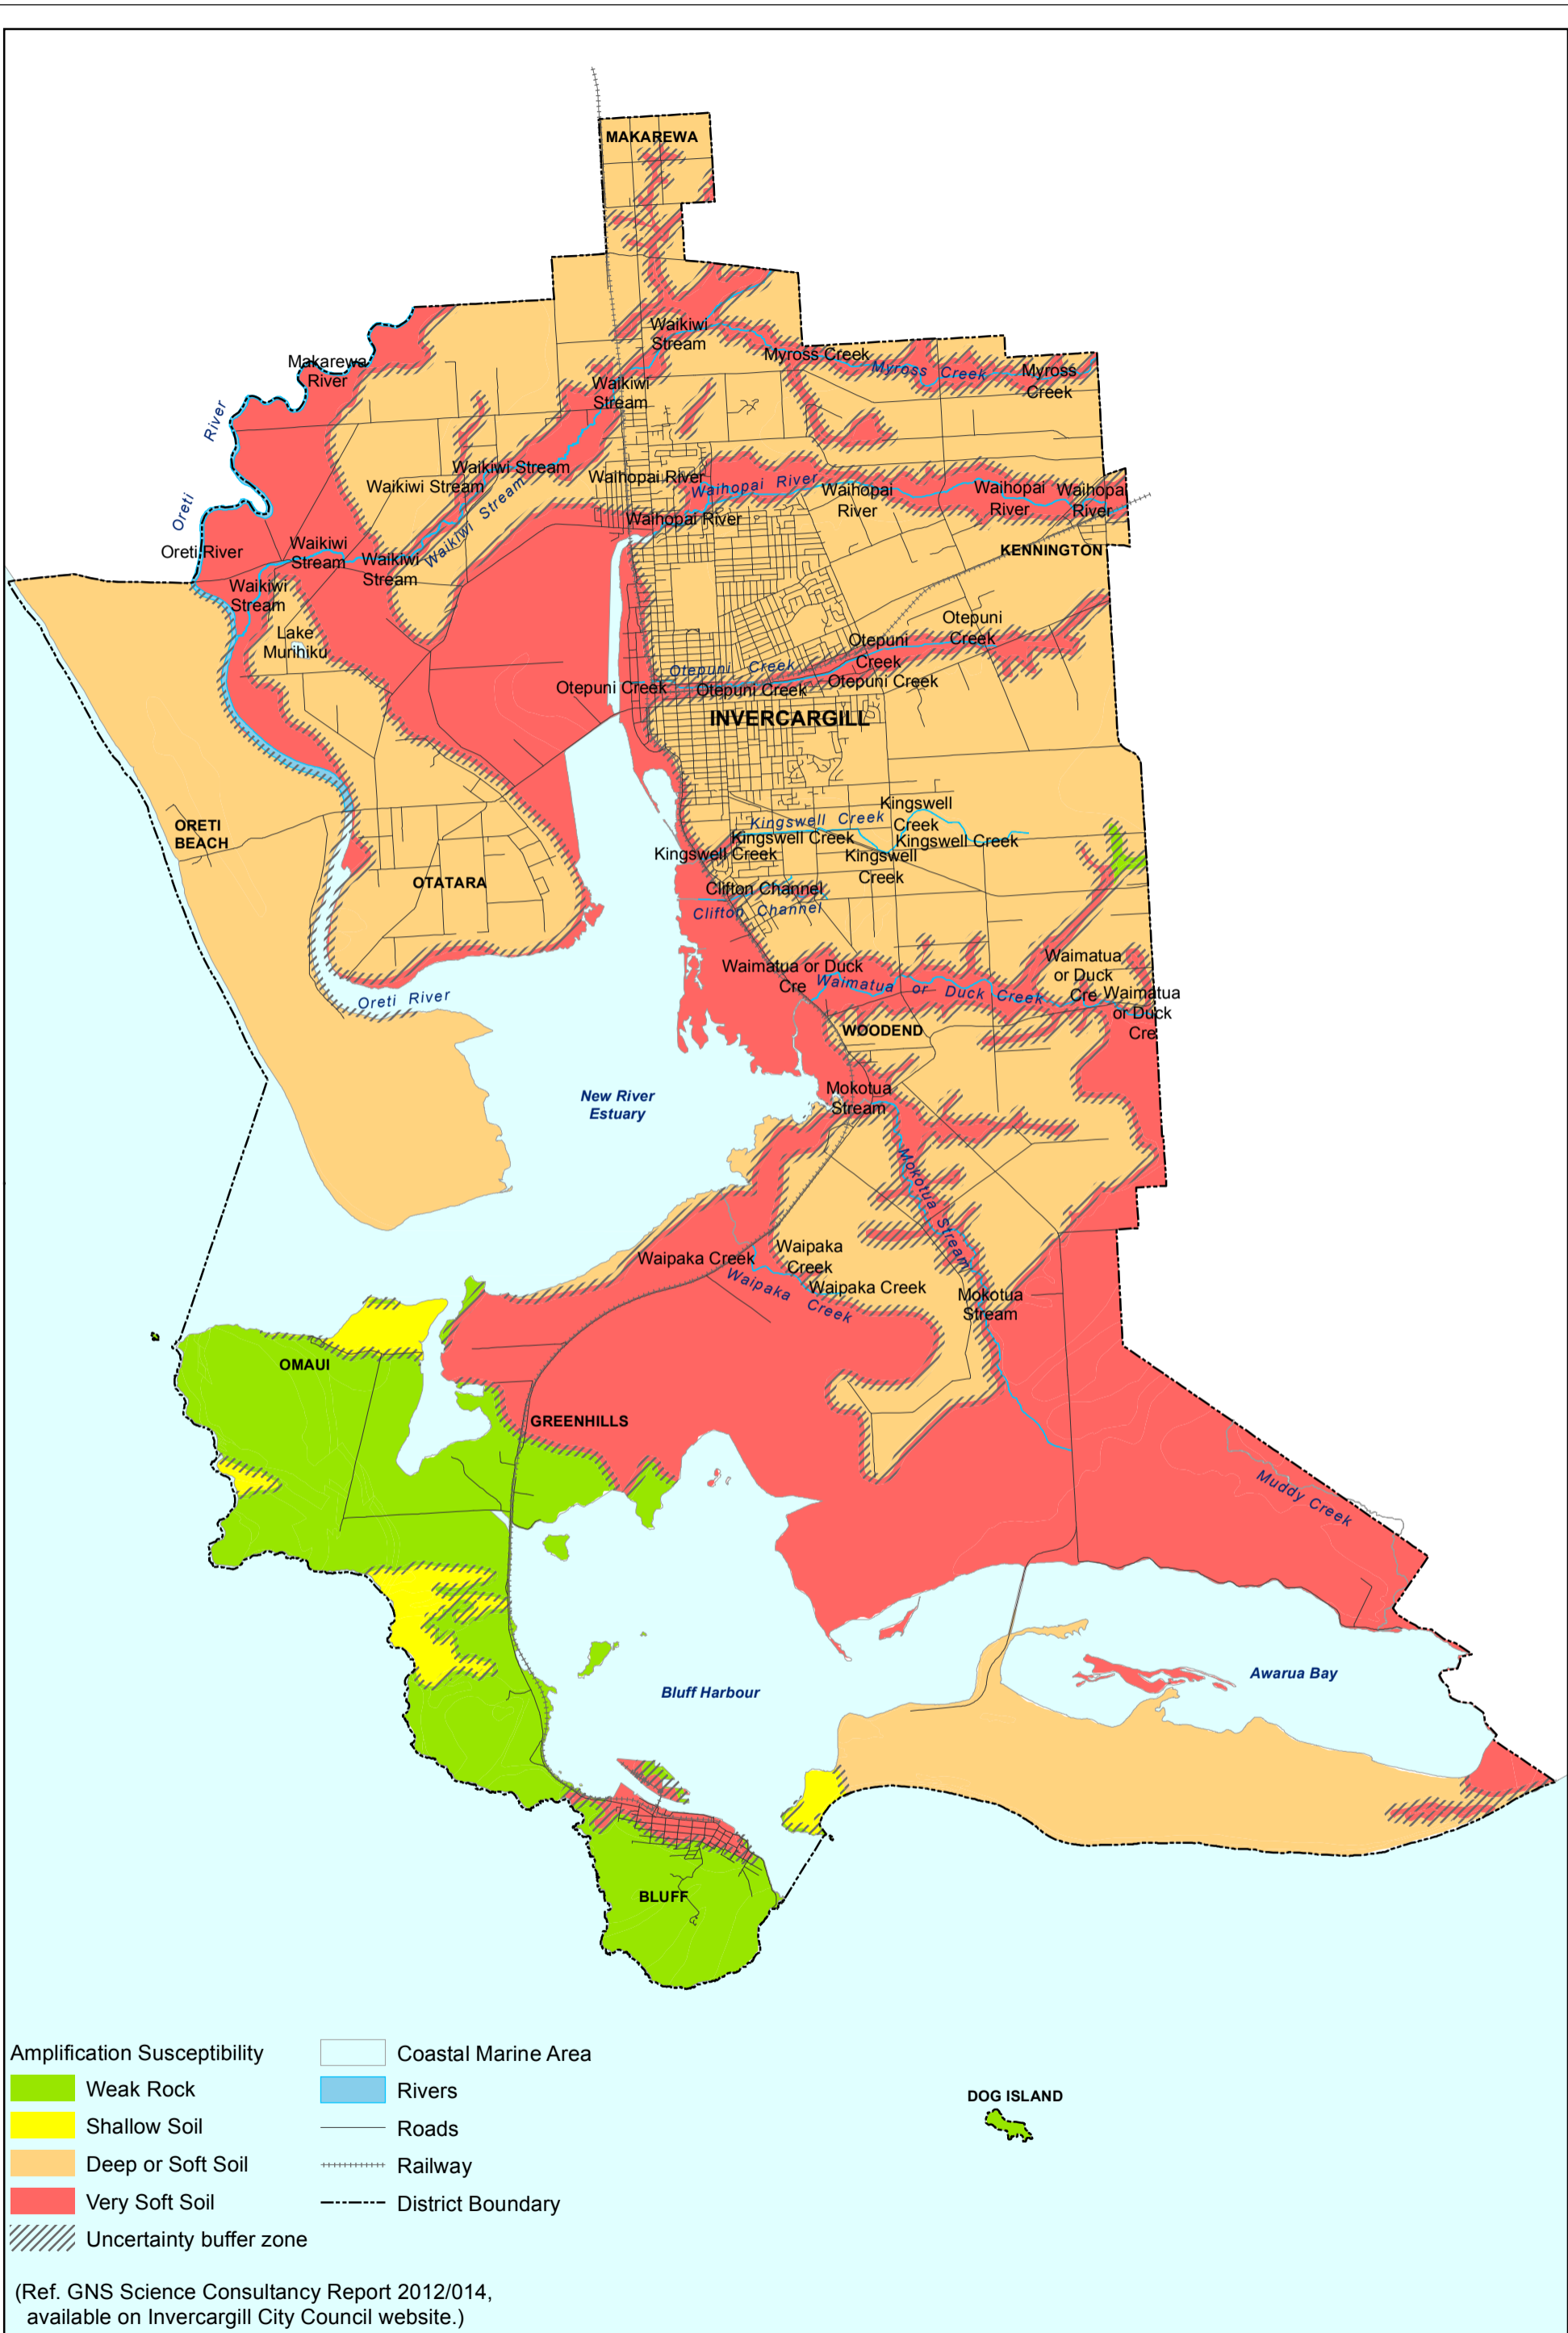 MAKAREWA
Waikiwi
Stream
Myross Creek
Myross Creek
Myross
Creek
Makarewa
River
Waikiwi
Stream
River
Oreti
Waikiwi Stream
Waikiwi Stream
Waikiwi Stream
Waihopai River
Waihopai River
Waihopai
River
Waihopai
River
Waihopai
River
Waihopai River
KENNINGTON
Oreti River
Waikiwi
Stream
Waikiwi
Stream
Waikiwi
Stream
Lake
Murihiku
Otepuni
Creek
Otepuni
Creek
Otepuni Creek
Otepuni Creek
Otepuni Creek
Otepuni Creek
INVERCARGILL
ORETI
BEACH
OTATARA
Kingswell
Creek
Kingswell Creek
Kingswell Creek
Kingswell Creek
Kingswell Creek
Kingswell
Creek
Clifton Channel
Clifton Channel
Waimatua or Duck
Cre
Waimatua or Duck Creek
Waimatua
or Duck
Cre
Waimatua
or Duck
Cre
Oreti River
WOODEND
New River
Estuary
Mokotua
Stream
Mokotua Stream
Waipaka Creek
Waipaka
Creek
Waipaka Creek
Waipaka Creek
Mokotua
Stream
OMAUI
GREENHILLS
Muddy Creek
Bluff Harbour
Awarua Bay
BLUFF
DOG ISLAND
Amplification Susceptibility
Weak Rock
Shallow Soil
Deep or Soft Soil
Very Soft Soil
Uncertainty buffer zone
Coastal Marine Area
Rivers
Roads
Railway
District Boundary
(Ref. GNS Science Consultancy Report 2012/014,
available on Invercargill City Council website.)